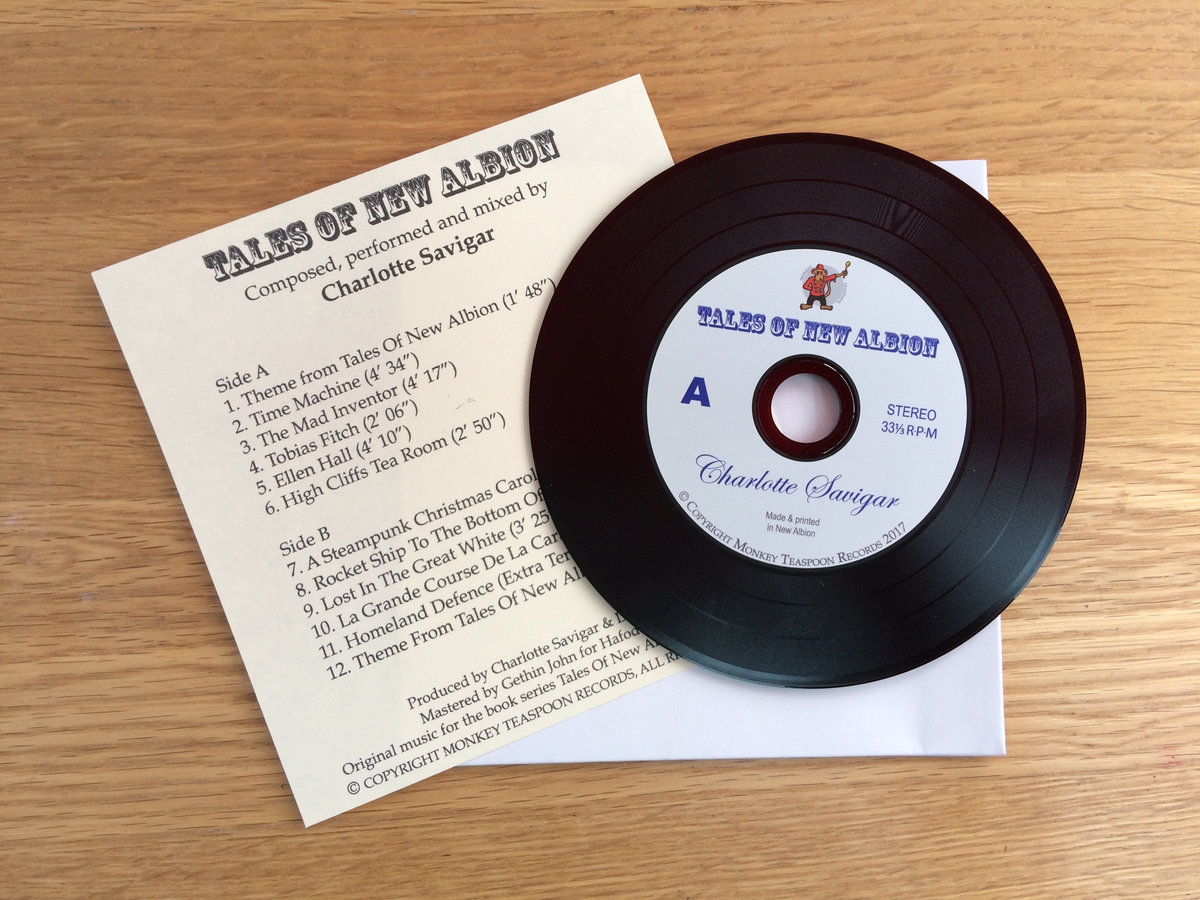 TALES OF NEW ALBION
Composed, performed and mixed by
Charlotte Savigar
Side A
1. Theme from Tales Of New Albion (1' 48")
2. Time Machine (4' 34")
3. The Mad Inventor (4' 17")
4. Tobias Fitch (2' 06")
5. Ellen Hall (4' 10")
6. High Cliffs Tea Room (2' 50")
Side B
7. A Steampunk Christmas Carol
8. Rocket Ship To The Bottom Of
9. Lost In The Great White (3' 25
10. La Grande Course De La
11. Homeland Defence (Extra
12. Theme From Tales Of New
Produced by Charlotte Savigar &
Mastered by Gethin John for
Original music for the book series Tales Of New
© COPYRIGHT MONKEY TEASPOON RECORDS, ALL
TALES OF NEW ALBION
A
STEREO
33⅓ R·P·M
Charlotte Savigar
Made & printed
in New Albion
© COPYRIGHT MONKEY TEASPOON RECORDS 2017